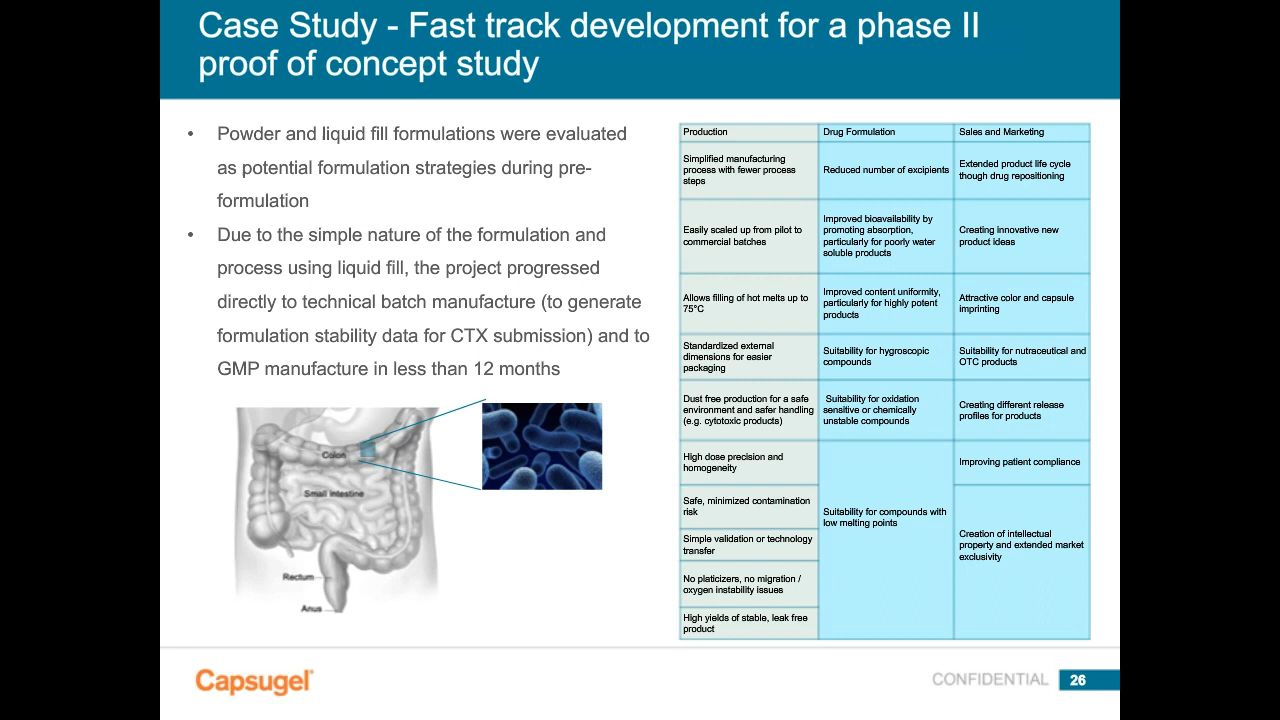 Case Study - Fast track development for a phase II
proof of concept study
• Powder and liquid fill formulations were evaluated
as potential formulation strategies during pre-
formulation
• Due to the simple nature of the formulation and
process using liquid fill, the project progressed
directly to technical batch manufacture (to generate
formulation stability data for CTX submission) and to
GMP manufacture in less than 12 months
Colon
Small intestine
Rectum
Anus
Production
Simplified manufacturing
process with fewer process
steps
Easily scaled up from pilot to
commercial batches
Allows filling of hot melts up to
75°C
Standardized external
dimensions for easier
packaging
Dust free production for a safe
environment and safer handling
(e.g. cytotoxic products)
High dose precision and
homogeneity
Safe, minimized contamination
risk
Simple validation or technology
transfer
No platicizers, no migration /
oxygen instability issues
High yields of stable, leak free
product
Drug Formulation
Reduced number of excipients
Improved bioavailability by
promoting absorption,
particularly for poorly water
soluble products
Improved content uniformity,
particularly for highly potent
products
Suitability for hygroscopic
compounds
Suitability for oxidation
sensitive or chemically
unstable compounds
Suitability for compounds with
low melting points
Sales and Marketing
Extended product life cycle
though drug repositioning
Creating innovative new
product ideas
Attractive color and capsule
imprinting
Suitability for nutraceutical and
OTC products
Creating different release
profiles for products
Improving patient compliance
Creation of intellectual
property and extended market
exclusivity
Capsugel®
CONFIDENTIAL 26